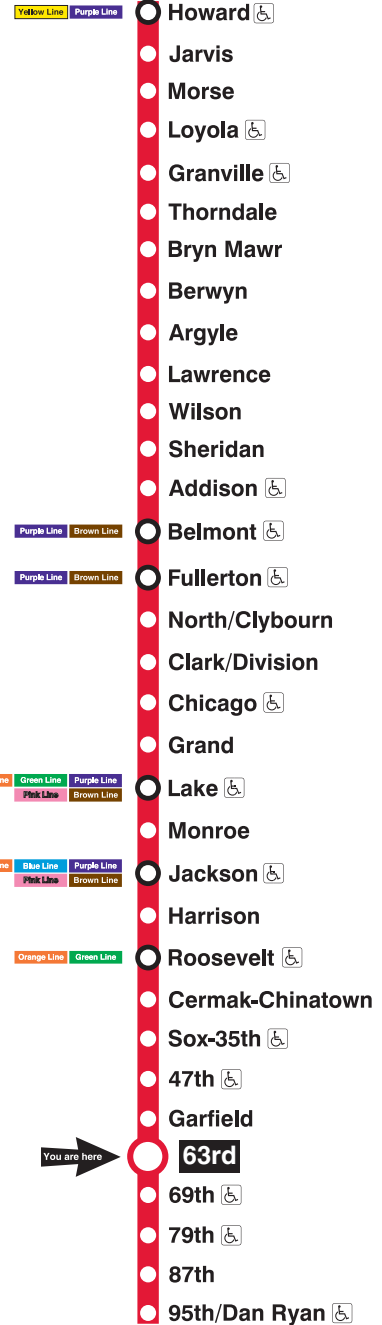 Yellow Line Purple Line Howard
Jarvis
Morse
Loyola
Granville
Thorndale
Bryn Mawr
Berwyn
Argyle
Lawrence
Wilson
Sheridan
Addison
Purple Line Brown Line Belmont
Purple Line Brown Line Fullerton
North/Clybourn
Clark/Division
Chicago
Grand
ne Green Line Purple Line
Pink Line Brown Line
Lake
Monroe
ne Blue Line Purple Line
Pink Line Brown Line
Jackson
Harrison
Orange Line Green Line Roosevelt
Cermak-Chinatown
Sox-35th
47th
Garfield
You are here 63rd
69th
79th
87th
95th/Dan Ryan